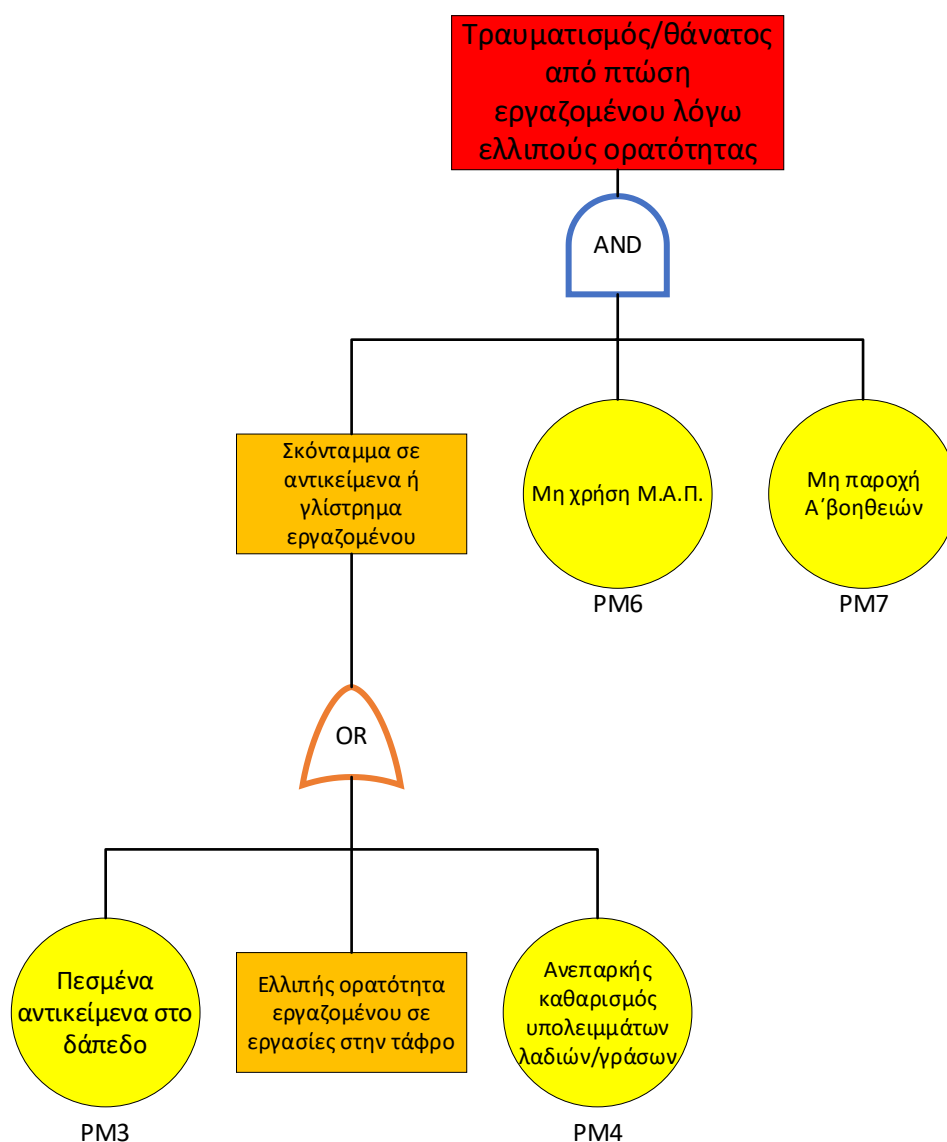 Τραυματισμός/θάνατος
από πτώση
εργαζομένου λόγω
ελλιπούς ορατότητας
AND
Σκόνταμμα σε
αντικείμενα ή
γλίστρημα
εργαζομένου
Μη χρήση Μ.Α.Π.
Μη παροχή
Α΄βοηθειών
PM6
PM7
OR
Πεσμένα
αντικείμενα στο
δάπεδο
Ελλιπής ορατότητα
εργαζομένου σε
εργασίες στην τάφρο
Ανεπαρκής
καθαρισμός
υπολειμμάτων
λαδιών/γράσων
PM3
PM4